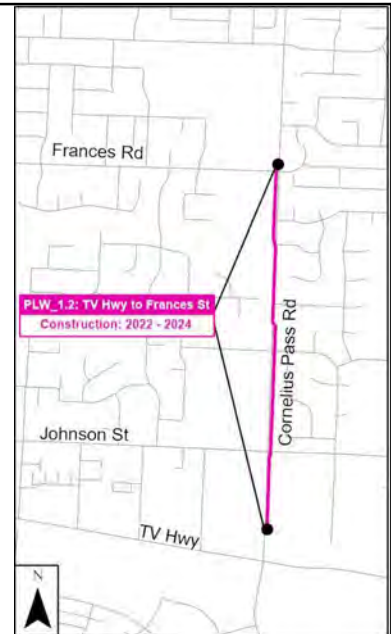 Frances Rd
PLW_1.2: TV Hwy to Frances St
Construction: 2022 - 2024
Cornelius Pass Rd
Johnson St
TV Hwy
N